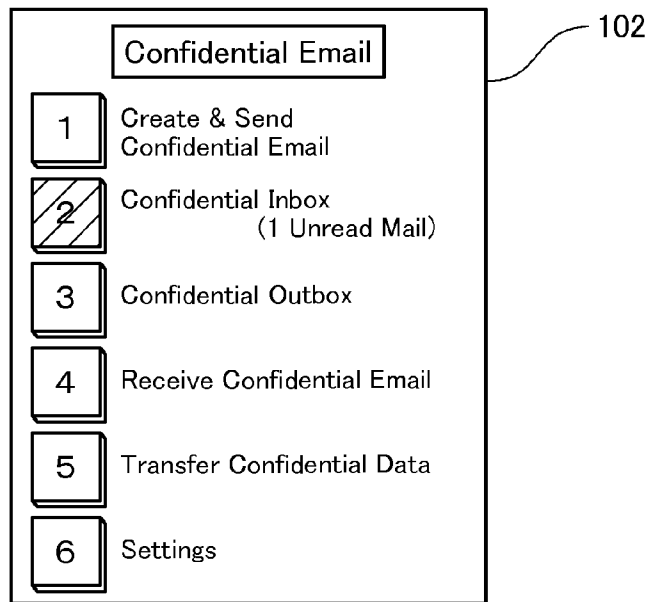 102
Confidential Email
1
Create & Send
Confidential Email
2
Confidential Inbox
(1 Unread Mail)
3
Confidential Outbox
4
Receive Confidential Email
5
Transfer Confidential Data
6
Settings